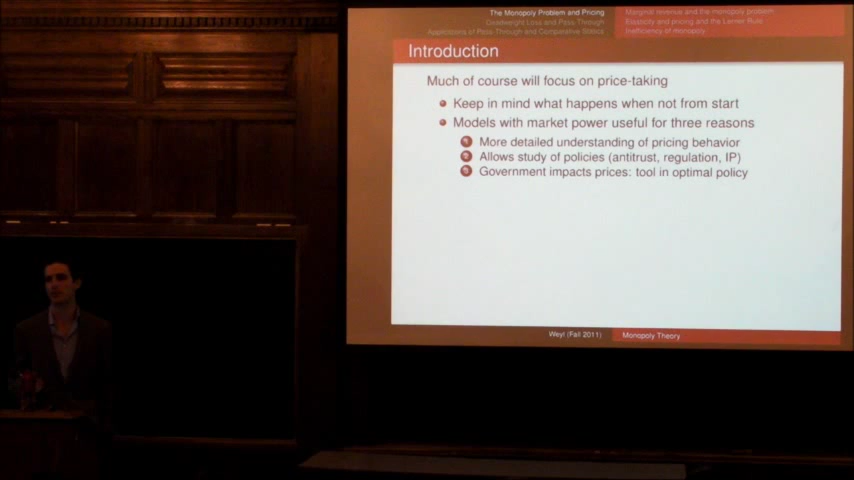 The Monopoly Problem and Pricing
Deadweight Loss and Pass-Through
Applications of Pass-Through and Comparative Statics
Marginal revenue and the monopoly problem
Elasticity and pricing and the Lerner Rule
Inefficiency of monopoly
Introduction
Much of course will focus on price-taking
Keep in mind what happens when not from start
Models with market power useful for three reasons
1 More detailed understanding of pricing behavior
2 Allows study of policies (antitrust, regulation, IP)
3 Government impacts prices: tool in optimal policy
Weyl (Fall 2011)
Monopoly Theory